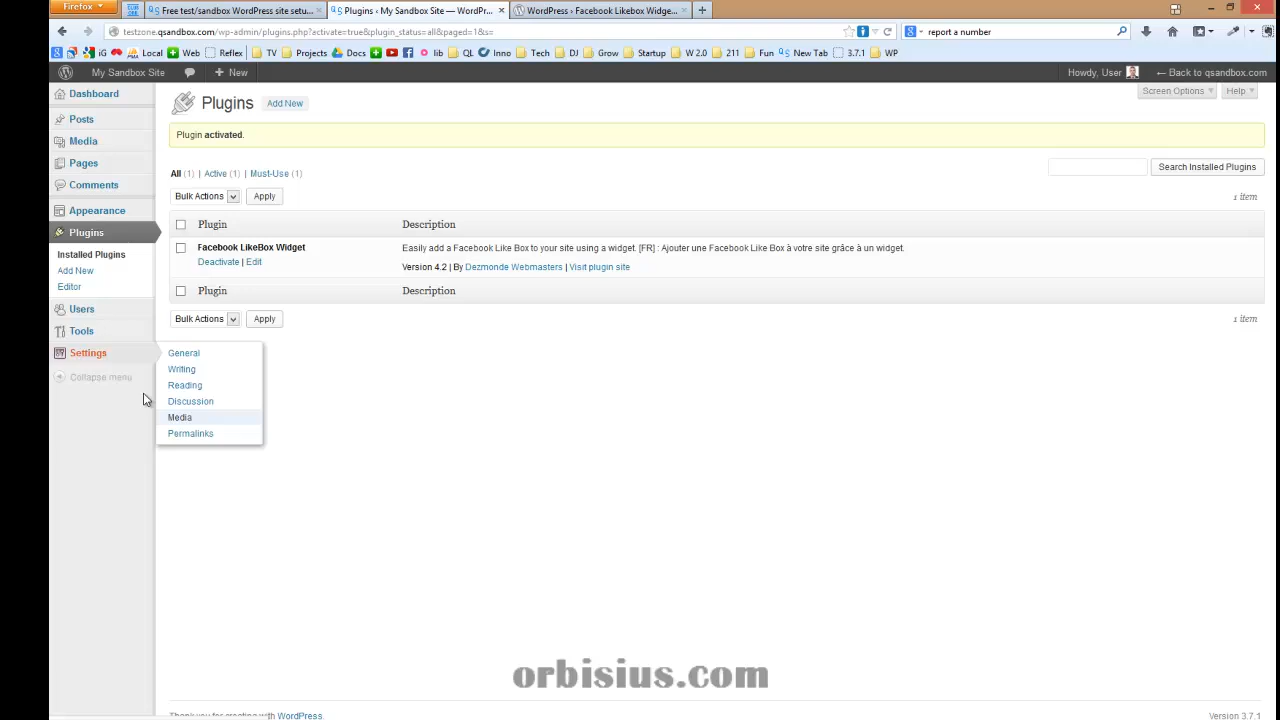 Firefox
Free test/sandbox WordPress site setu...
Plugins ‹ My Sandbox Site — WordPr...
WordPress › Facebook Likebox Widge...
testzone.qsandbox.com/wp-admin/plugins.php?activate=true&plugin_status=all&paged=1&s=
report a number
iG
Local
Web
Reflex
TV
Projects
Docs
lib
QL
Inno
Tech
DJ
Grow
Startup
W 2.0
211
Fun
New Tab
3.7.1
WP
My Sandbox Site
+ New
Howdy, User
← Back to qsandbox.com
Dashboard
Posts
Media
Pages
Comments
Appearance
Plugins
Installed Plugins
Add New
Editor
Users
Tools
Settings
Collapse menu
General
Writing
Reading
Discussion
Media
Permalinks
Screen Options
Help
Plugins
Add New
Plugin activated.
All (1) | Active (1) | Must-Use (1)
Search Installed Plugins
Bulk Actions
Apply
1 item
Plugin
Description
Facebook LikeBox Widget
Deactivate | Edit
Easily add a Facebook Like Box to your site using a widget. [FR] : Ajouter une Facebook Like Box à votre site grâce à un widget.
Version 4.2 | By Dezmonde Webmasters | Visit plugin site
Plugin
Description
Bulk Actions
Apply
1 item
orbisius.com
Thank you for creating with WordPress.
Version 3.7.1